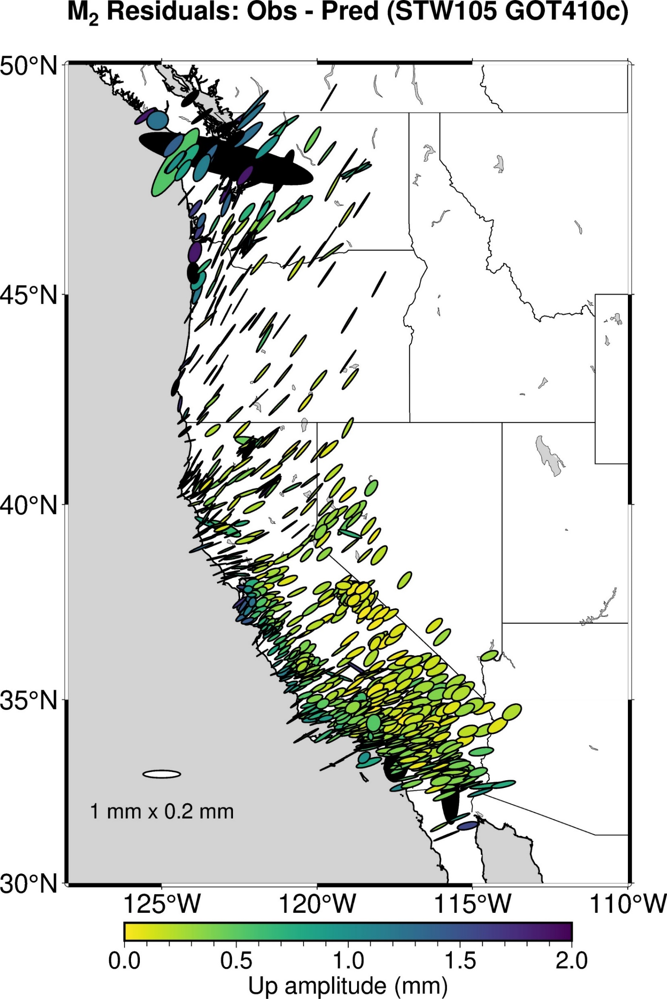 M₂ Residuals: Obs - Pred (STW105 GOT410c)
50°N
45°N
40°N
35°N
30°N
1 mm x 0.2 mm
125°W 120°W 115°W 110°W
0.0 0.5 1.0 1.5 2.0
Up amplitude (mm)